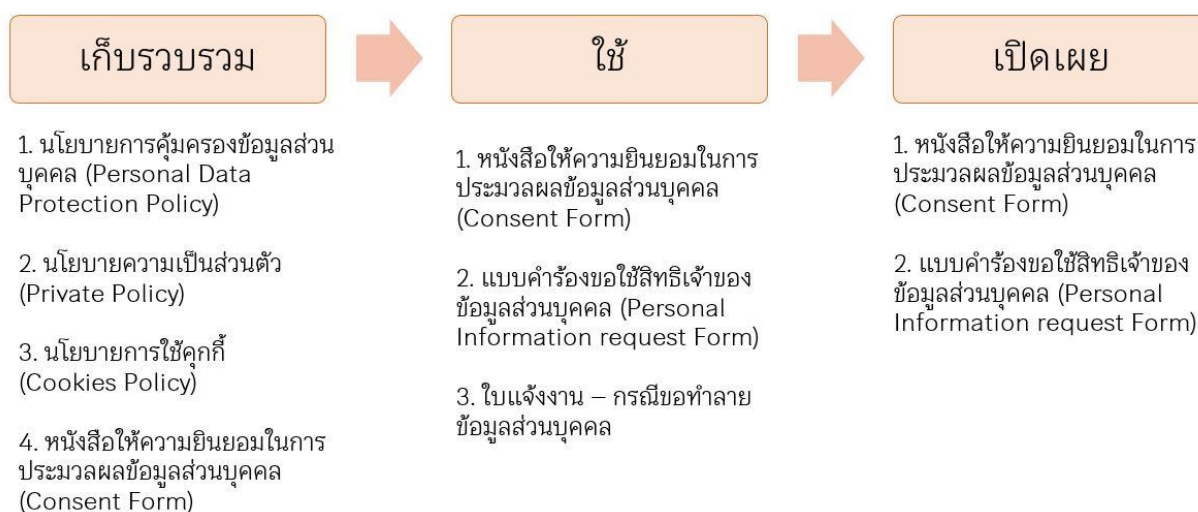 เก็บรวบรวม
ใช้
เปิดเผย
1. นโยบายการคุ้มครองข้อมูลส่วน
บุคคล (Personal Data
Protection Policy)
2. นโยบายความเป็นส่วนตัว
(Private Policy)
3. นโยบายการใช้คุกกี้
(Cookies Policy)
4. หนังสือให้ความยินยอมในการ
ประมวลผลข้อมูลส่วนบุคคล
(Consent Form)
1. หนังสือให้ความยินยอมในการ
ประมวลผลข้อมูลส่วนบุคคล
(Consent Form)
2. แบบคำร้องขอใช้สิทธิเจ้าของ
ข้อมูลส่วนบุคคล (Personal
Information request Form)
3. ใบแจ้งงาน – กรณีขอทำลาย
ข้อมูลส่วนบุคคล
1. หนังสือให้ความยินยอมในการ
ประมวลผลข้อมูลส่วนบุคคล
(Consent Form)
2. แบบคำร้องขอใช้สิทธิเจ้าของ
ข้อมูลส่วนบุคคล (Personal
Information request Form)